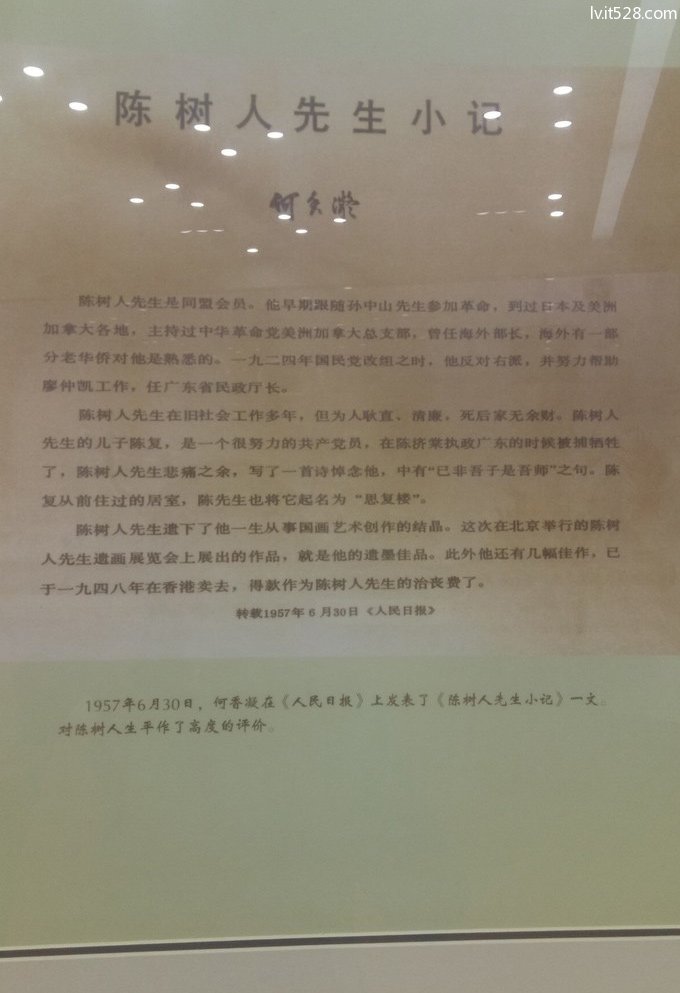 lv.it528.com
陈树人先生小记
何香凝
陈树人先生是同盟会员。他早期跟随孙中山先生参加革命，到过日本及美洲
加拿大各地，主持过中华革命党美洲加拿大总支部，曾任海外部长，海外有一部
分老华侨对他是熟悉的。一九二四年国民党改组之时，他反对右派，并努力帮助
廖仲凯工作，任广东省民政厅长。
陈树人先生在旧社会工作多年，但为人耿直、清廉，死后家无余财。陈树人
先生的儿子陈复，是一个很努力的共产党员，在陈济棠执政广东的时候被捕牺牲
了，陈树人先生悲痛之余，写了一首诗悼念他，中有“已非吾子是吾师”之句。陈
复从前住过的居室，陈先生也将它起名为“思复楼”。
陈树人先生遗下了他一生从事国画艺术创作的结晶。这次在北京举行的陈树
人先生遗画展览会上展出的作品，就是他的遗墨佳品。此外他还有几幅佳作，已
于一九四八年在香港卖去，得款作为陈树人先生的治丧费了。
转载1957年6月30日《人民日报》
1957年6月30日，何香凝在《人民日报》上发表了《陈树人先生小记》一文。
对陈树人生平作了高度的评价。